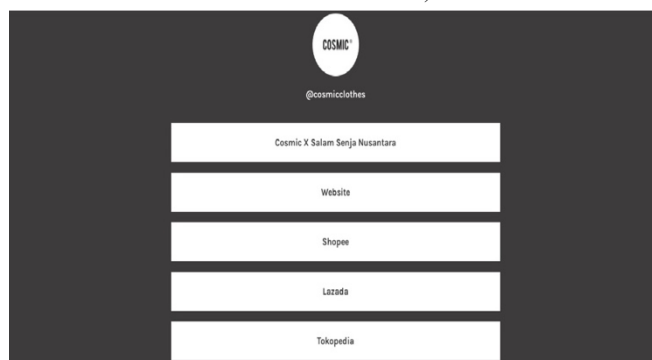 COSMIC
@cosmicclothes
Cosmic X Salam Senja Nusantara
Website
Shopee
Lazada
Tokopedia